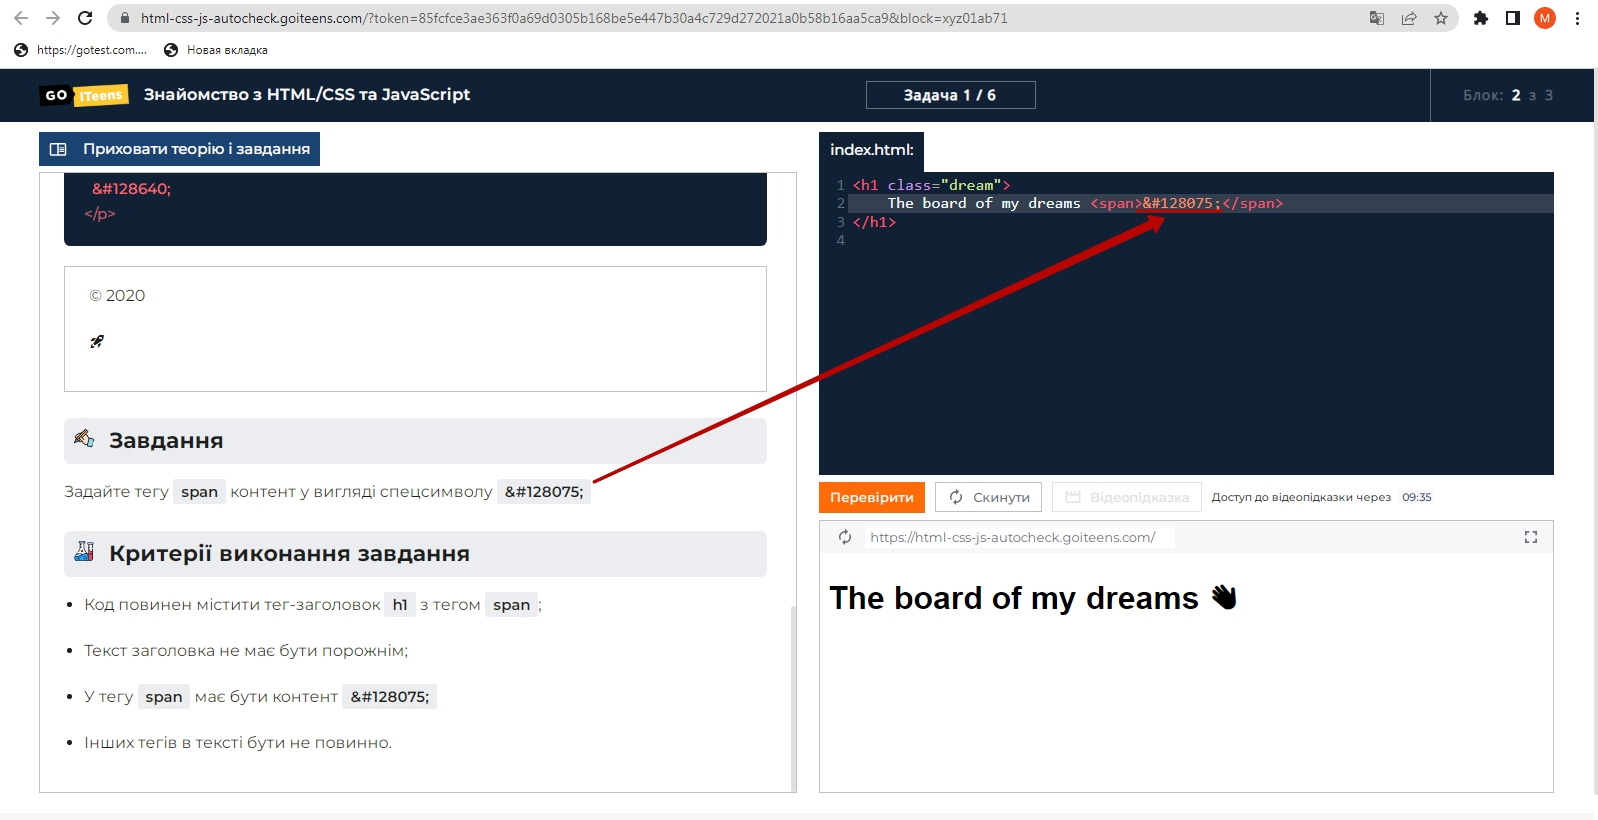 html-css-js-autocheck.goiteens.com/?token=85fcfce3ae363f0a69d0305b168be5e447b30a4c729d272021a0b58b16aa5ca9&block=xyz01ab71
M
https://gotest.com....
Новая вкладка
GO ITeens
Знайомство з HTML/CSS та JavaScript
Задача 1 / 6
Блок: 2 з 3
Приховати теорію і завдання
&#128640;
</p>
© 2020
Завдання
Задайте тегу span контент у вигляді спецсимволу &#128075;
Критерії виконання завдання
Код повинен містити тег-заголовок h1 з тегом span;
Текст заголовка не має бути порожнім;
У тегу span має бути контент &#128075;
Інших тегів в тексті бути не повинно.
index.html:
1 <h1 class="dream">
2 The board of my dreams <span>&#128075;</span>
3 </h1>
4
Перевірити
Скинути
Відеопідказка
Доступ до відеопідказки через 09:35
https://html-css-js-autocheck.goiteens.com/
The board of my dreams 👋